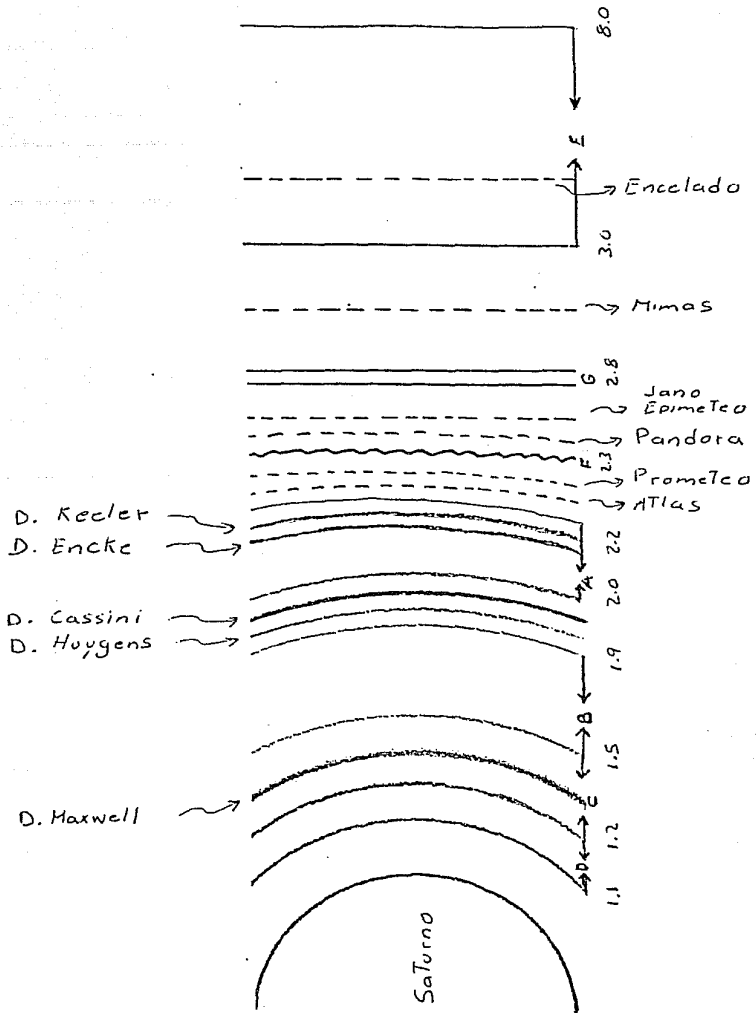 8.0
E
Encelado
3.0
Mimas
2.8
G
Jano
Epimeteo
Pandora
F
2.3
Prometeo
Atlas
D. Keeler
D. Encke
2.2
A
2.0
D. Cassini
D. Huygens
1.9
B
1.5
D. Maxwell
C
1.2
D
1.1
Saturno